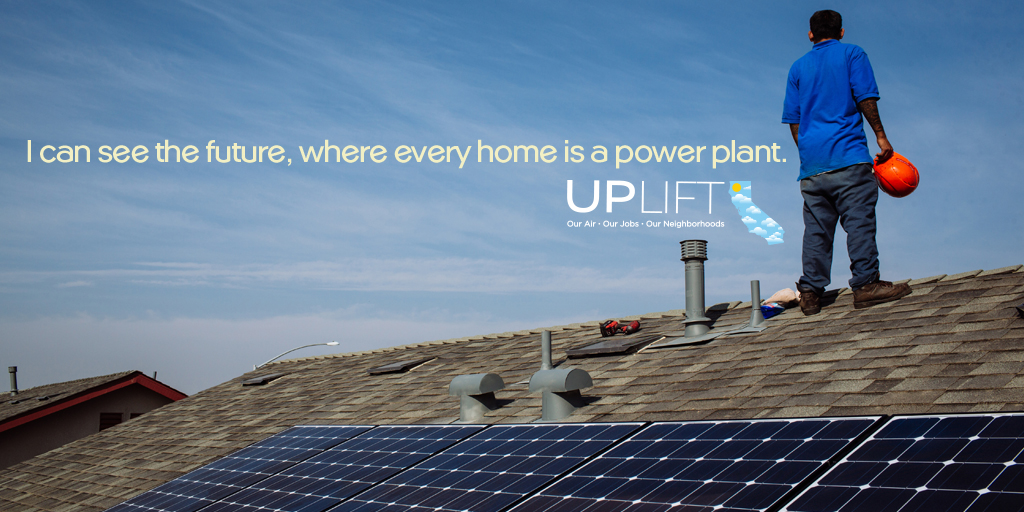 I can see the future, where every home is a power plant.
UPLIFT
Our Air • Our Jobs • Our Neighborhoods